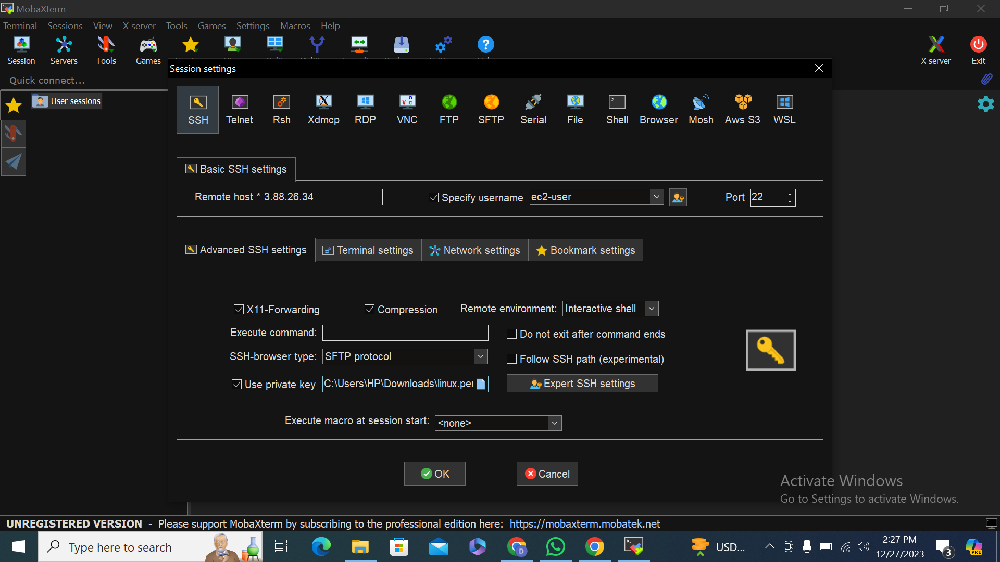 MobaXterm
Terminal Sessions View X server Tools Games Settings Macros Help
Session Servers Tools Games X server Exit
Session settings
Quick connect...
User sessions
SSH Telnet Rsh Xdmcp RDP VNC FTP SFTP Serial File Shell Browser Mosh Aws S3 WSL
Basic SSH settings
Remote host * 3.88.26.34 Specify username ec2-user Port 22
Advanced SSH settings Terminal settings Network settings Bookmark settings
X11-Forwarding Compression Remote environment: Interactive shell
Execute command: Do not exit after command ends
SSH-browser type: SFTP protocol Follow SSH path (experimental)
Use private key C:\Users\HP\Downloads\linux.per Expert SSH settings
Execute macro at session start: <none>
OK Cancel
Activate Windows
Go to Settings to activate Windows.
UNREGISTERED VERSION - Please support MobaXterm by subscribing to the professional edition here: https://mobaxterm.mobatek.net
Type here to search
USD...
2:27 PM
12/27/2023
3
PRE